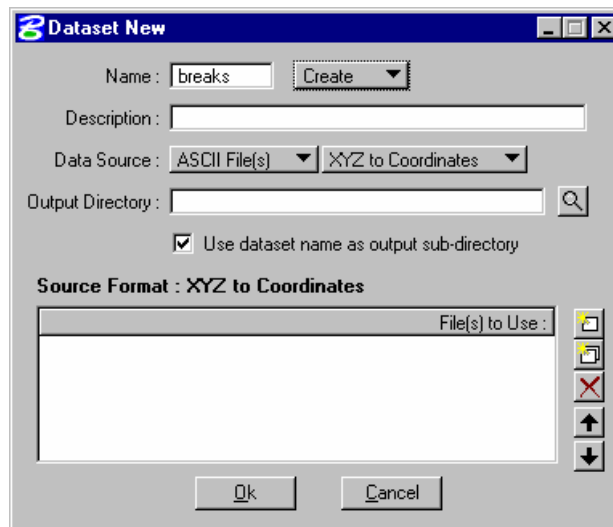 Dataset New
Name : breaks Create
Description :
Data Source : ASCII File(s) XYZ to Coordinates
Output Directory :
Use dataset name as output sub-directory
Source Format : XYZ to Coordinates
File(s) to Use :
Ok Cancel